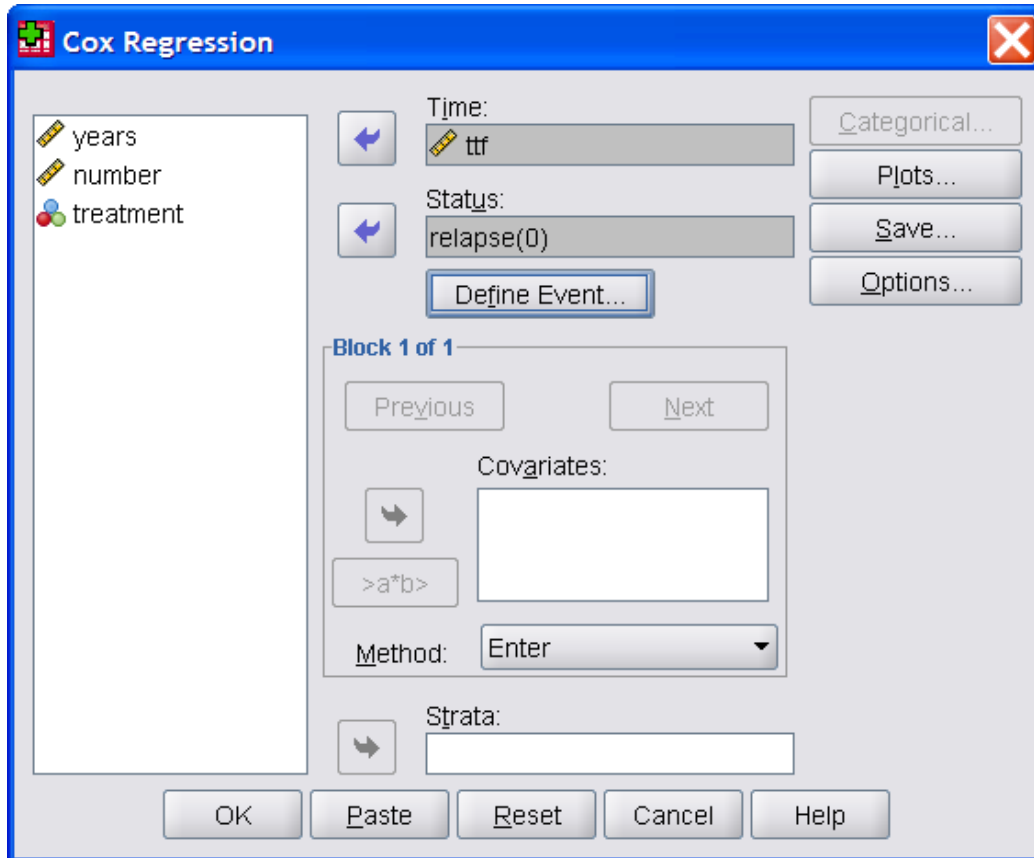 Cox Regression
years
number
treatment
Time:
ttf
Status:
relapse(0)
Define Event...
Categorical...
Plots...
Save...
Options...
Block 1 of 1
Previous
Next
Covariates:
>a*b>
Method:
Enter
Strata:
OK
Paste
Reset
Cancel
Help